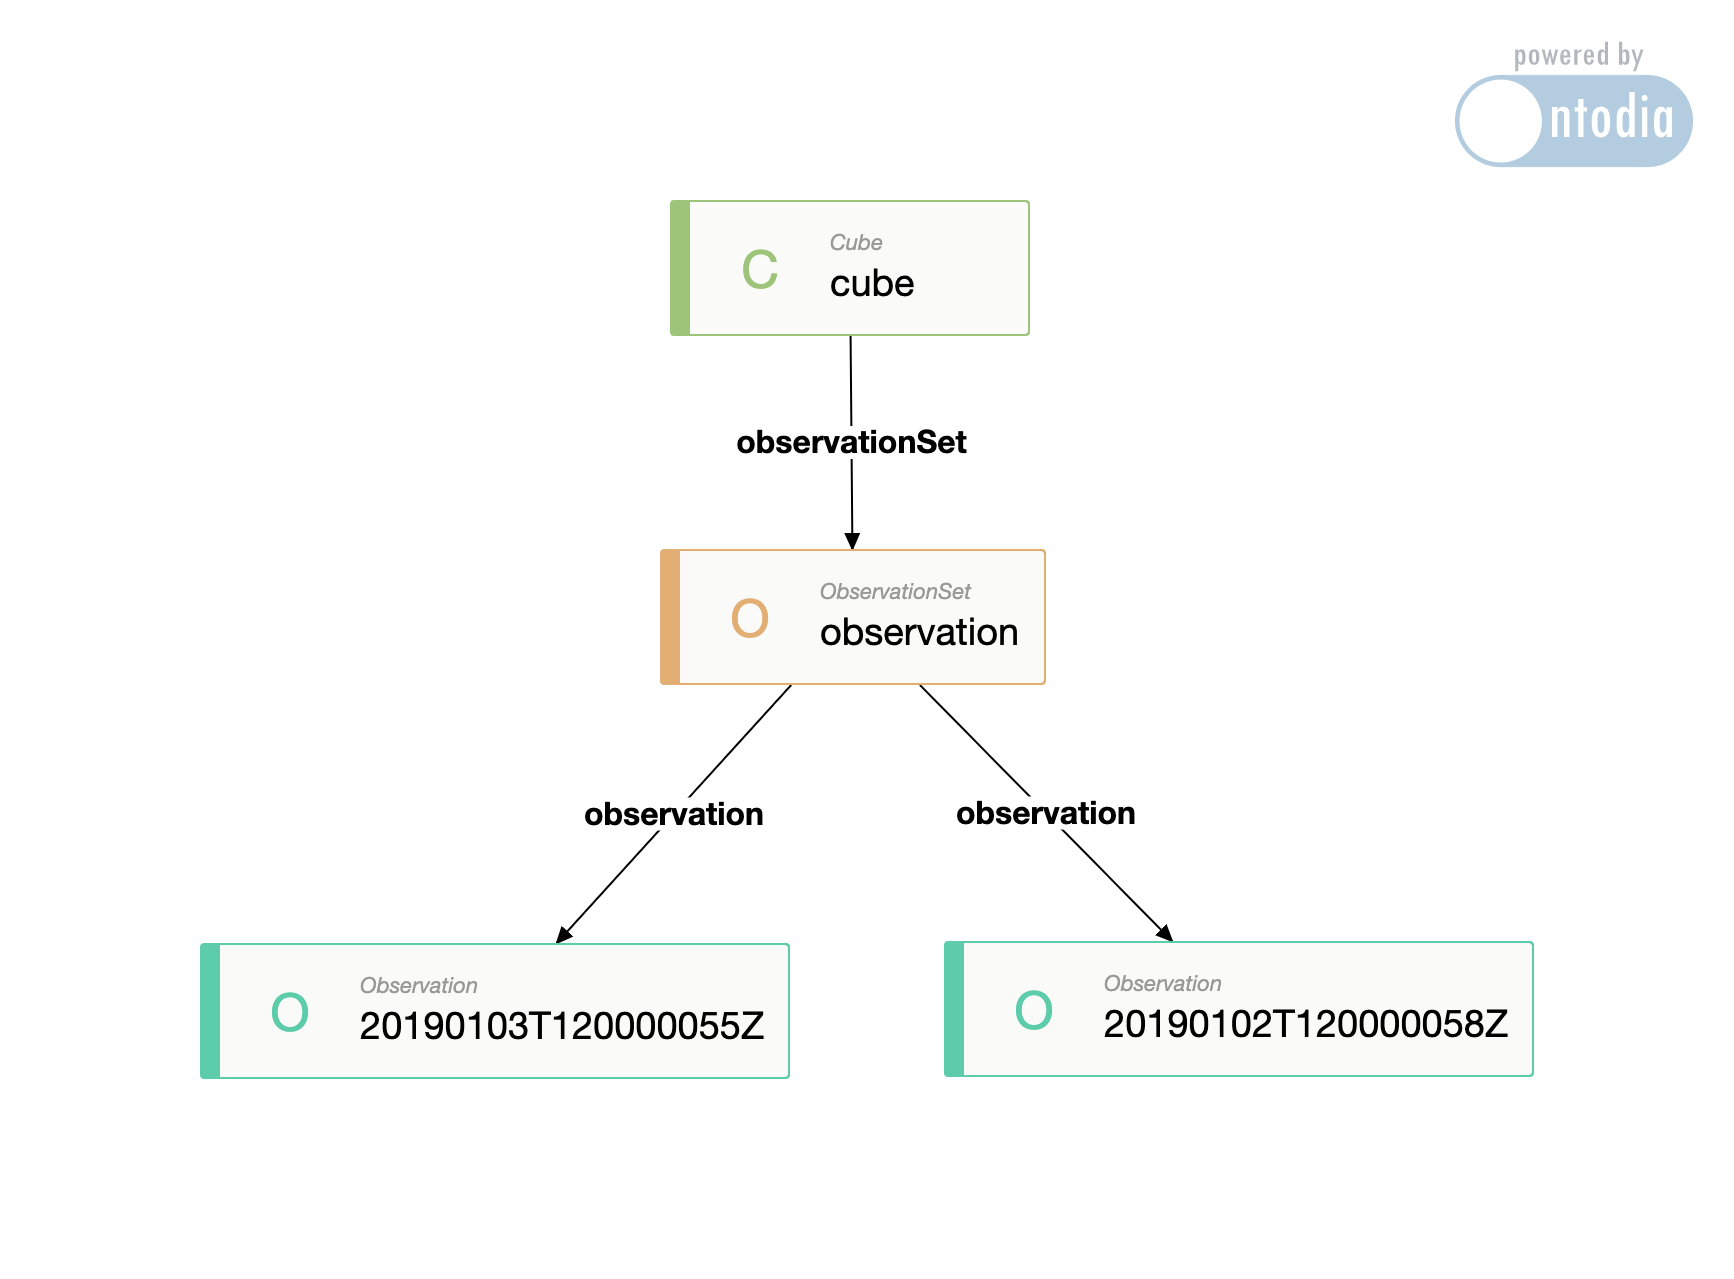 powered by
ntodia
C
Cube
cube
observationSet
O
ObservationSet
observation
observation
observation
O
Observation
20190103T120000055Z
O
Observation
20190102T120000058Z